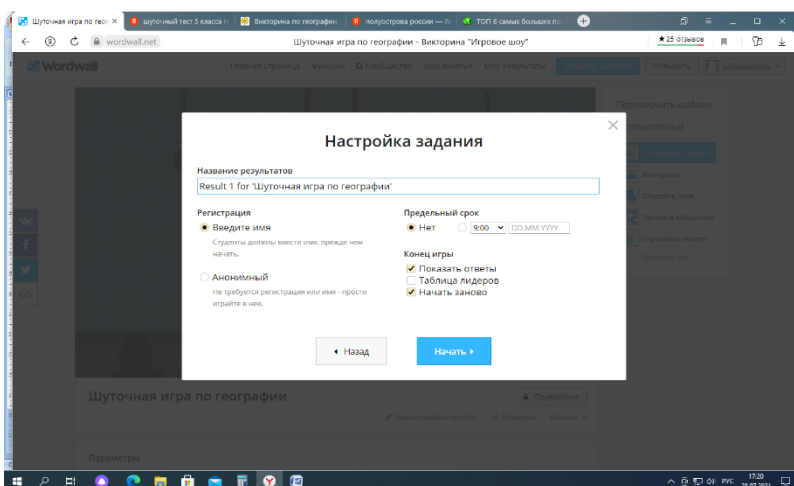 Шуточная игра по геог
шуточный тест 5 класса п
Викторина по географии
полуострова россии — Я
ТОП 6 самых больших по
wordwall.net
Шуточная игра по географии - Викторина "Игровое шоу"
★25 отзывов
Wordwall
Главная Страница Функции Сообщество Мои Занятия Мои Результаты
Повысить
Переключить шаблон
Настройка задания
Название результатов
Result 1 for 'Шуточная игра по географии'
Регистрация
Введите имя
Студенты должны ввести имя, прежде чем
начать.
Анонимный
Не требуется регистрация или имя - просто
играйте в нее.
Предельный срок
Нет 9:00 DD.MM.YYYY
Конец игры
Показать ответы
Таблица лидеров
Начать заново
Назад
Начать
Шуточная игра по географии
Поделиться
Редактировать контент
Параметры
РУС
17:20